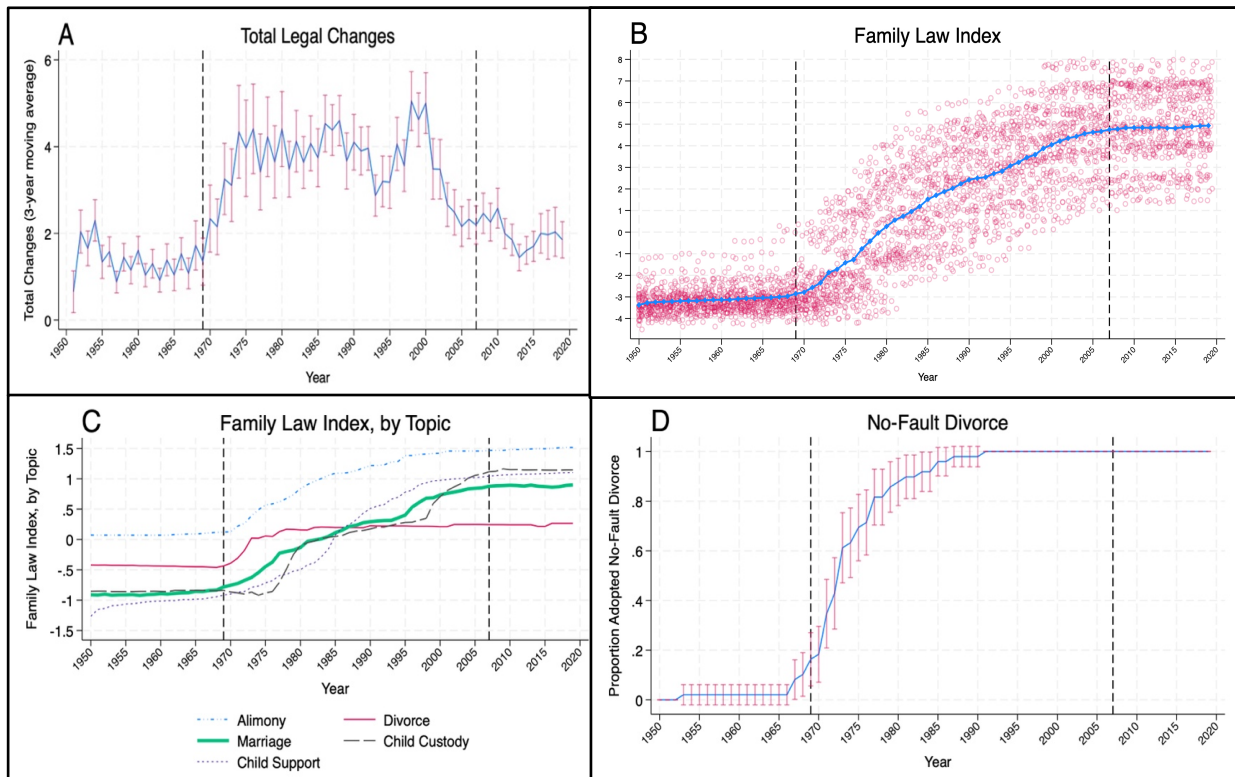 A
Total Legal Changes
Total Changes (3-year moving average)
6
4
2
0
1950 1955 1960 1965 1970 1975 1980 1985 1990 1995 2000 2005 2010 2015 2020
Year
B
Family Law Index
8
7
6
5
4
3
2
1
0
-1
-2
-3
-4
1950 1955 1960 1965 1970 1975 1980 1985 1990 1995 2000 2005 2010 2015 2020
Year
C
Family Law Index, by Topic
Family Law Index, by Topic
1.5
1
.5
0
-.5
-1
-1.5
1950 1955 1960 1965 1970 1975 1980 1985 1990 1995 2000 2005 2010 2015 2020
Year
Alimony Divorce
Marriage Child Custody
Child Support
D
No-Fault Divorce
Proportion Adopted No-Fault Divorce
1
.8
.6
.4
.2
0
1950 1955 1960 1965 1970 1975 1980 1985 1990 1995 2000 2005 2010 2015 2020
Year